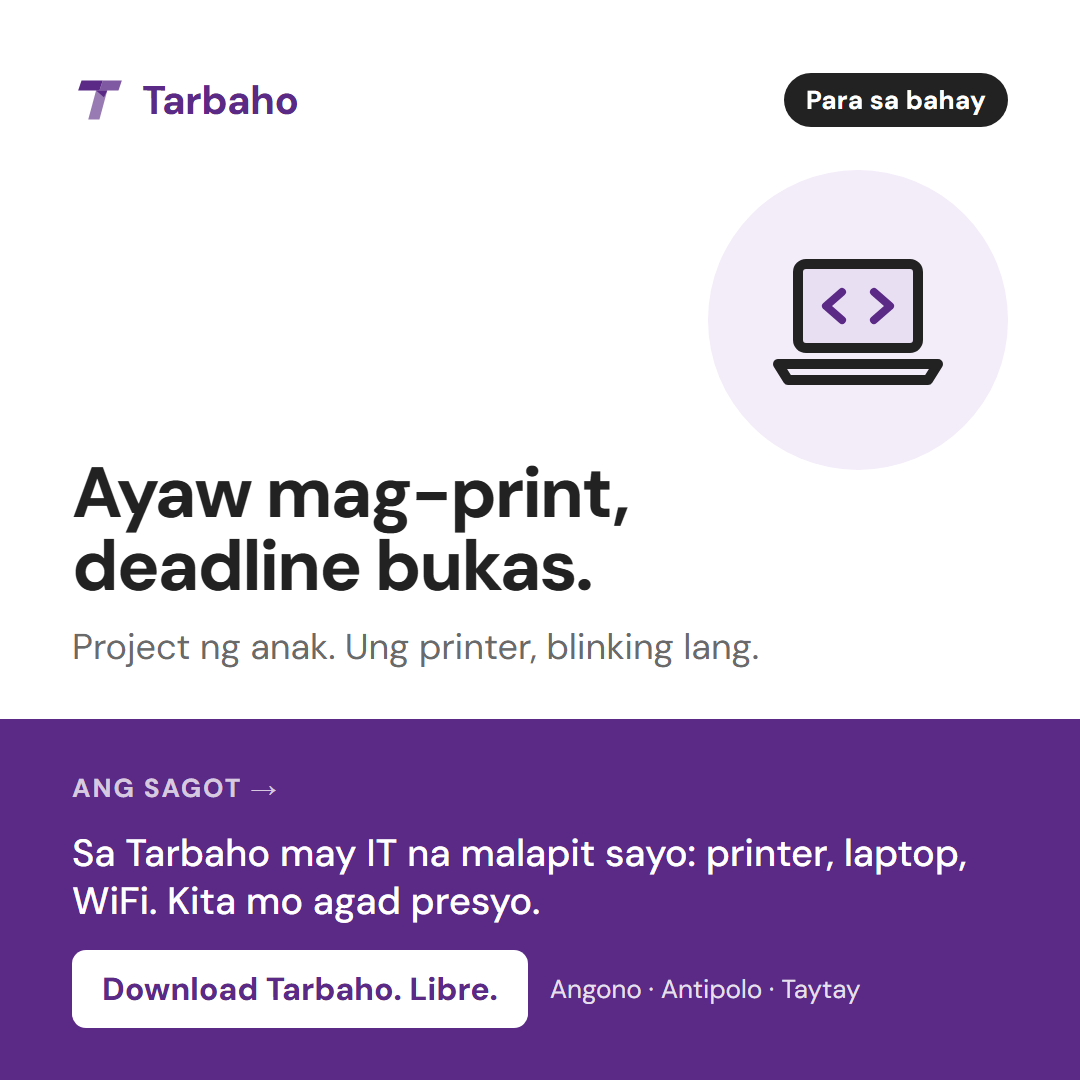 Tarbaho
Para sa bahay
Ayaw mag-print,
deadline bukas.
Project ng anak. Ung printer, blinking lang.
ANG SAGOT →
Sa Tarbaho may IT na malapit sayo: printer, laptop,
WiFi. Kita mo agad presyo.
Download Tarbaho. Libre.
Angono · Antipolo · Taytay